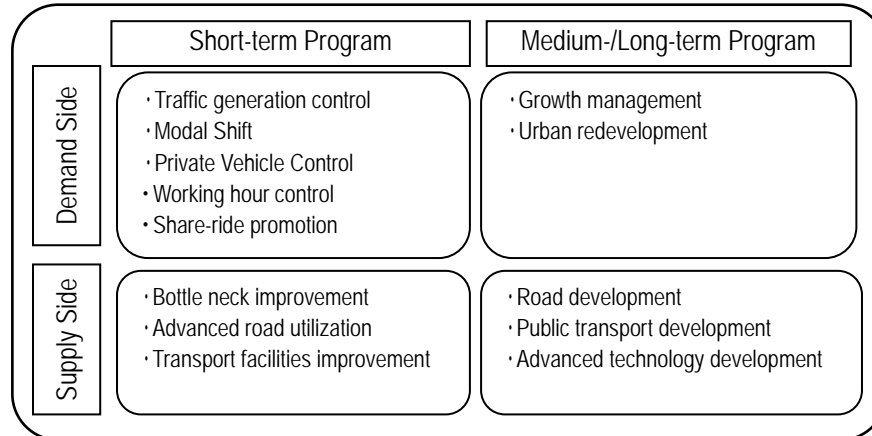 Short-term Program
Medium-/Long-term Program
Demand Side
・Traffic generation control
・Modal Shift
・Private Vehicle Control
・Working hour control
・Share-ride promotion
・Growth management
・Urban redevelopment
Supply Side
・Bottle neck improvement
・Advanced road utilization
・Transport facilities improvement
・Road development
・Public transport development
・Advanced technology development